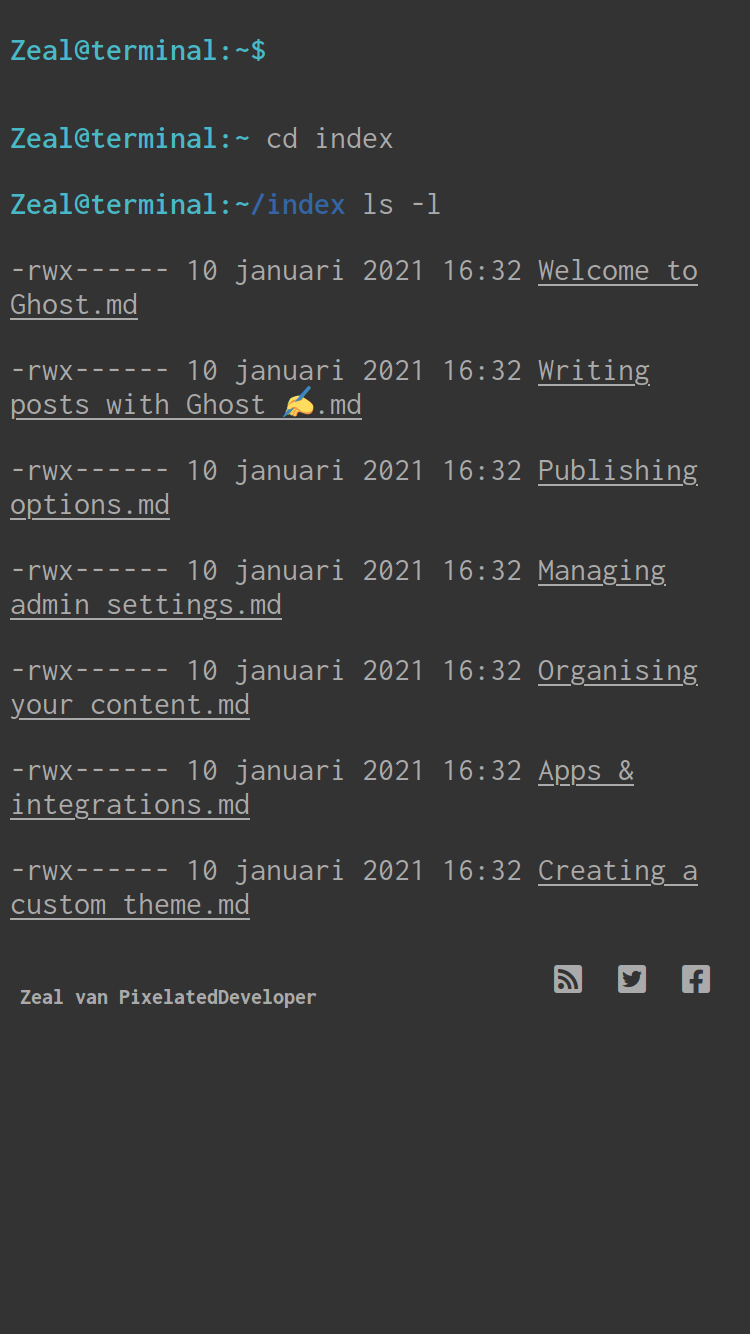 Zeal@terminal:~$
Zeal@terminal:~ cd index
Zeal@terminal:~/index ls -l
-rwx------ 10 januari 2021 16:32 Welcome to
Ghost.md
-rwx------ 10 januari 2021 16:32 Writing
posts with Ghost ✍️.md
-rwx------ 10 januari 2021 16:32 Publishing
options.md
-rwx------ 10 januari 2021 16:32 Managing
admin settings.md
-rwx------ 10 januari 2021 16:32 Organising
your content.md
-rwx------ 10 januari 2021 16:32 Apps &
integrations.md
-rwx------ 10 januari 2021 16:32 Creating a
custom theme.md
Zeal van PixelatedDeveloper